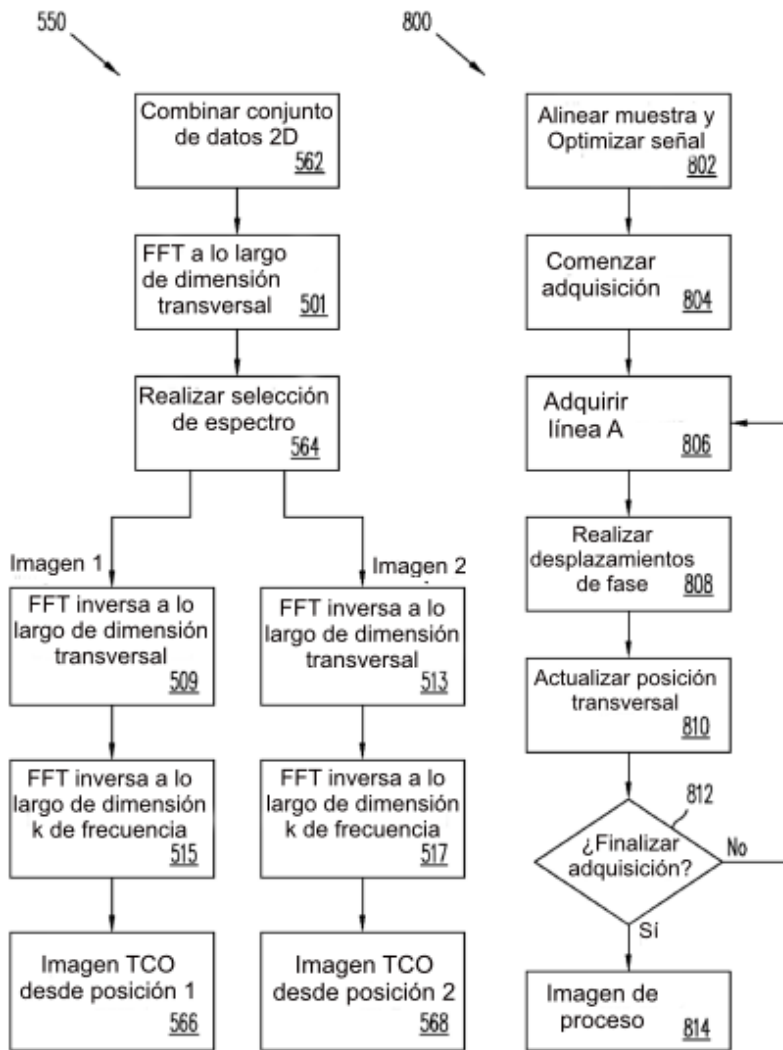 550
Combinar conjunto
de datos 2D
562
FFT a lo largo
de dimensión
transversal
501
Realizar selección
de espectro
564
Imagen 1
FFT inversa a lo
largo de dimensión
transversal
509
FFT inversa a lo
largo de dimensión
k de frecuencia
515
Imagen TCO
desde posición 1
566
Imagen 2
FFT inversa a lo
largo de dimensión
transversal
513
FFT inversa a lo
largo de dimensión
k de frecuencia
517
Imagen TCO
desde posición 2
568
800
Alinear muestra y
Optimizar señal
802
Comenzar
adquisición
804
Adquirir
línea A
806
Realizar
desplazamientos
de fase
808
Actualizar posición
transversal
810
812
¿Finalizar
adquisición?
No
Sí
Imagen de
proceso
814